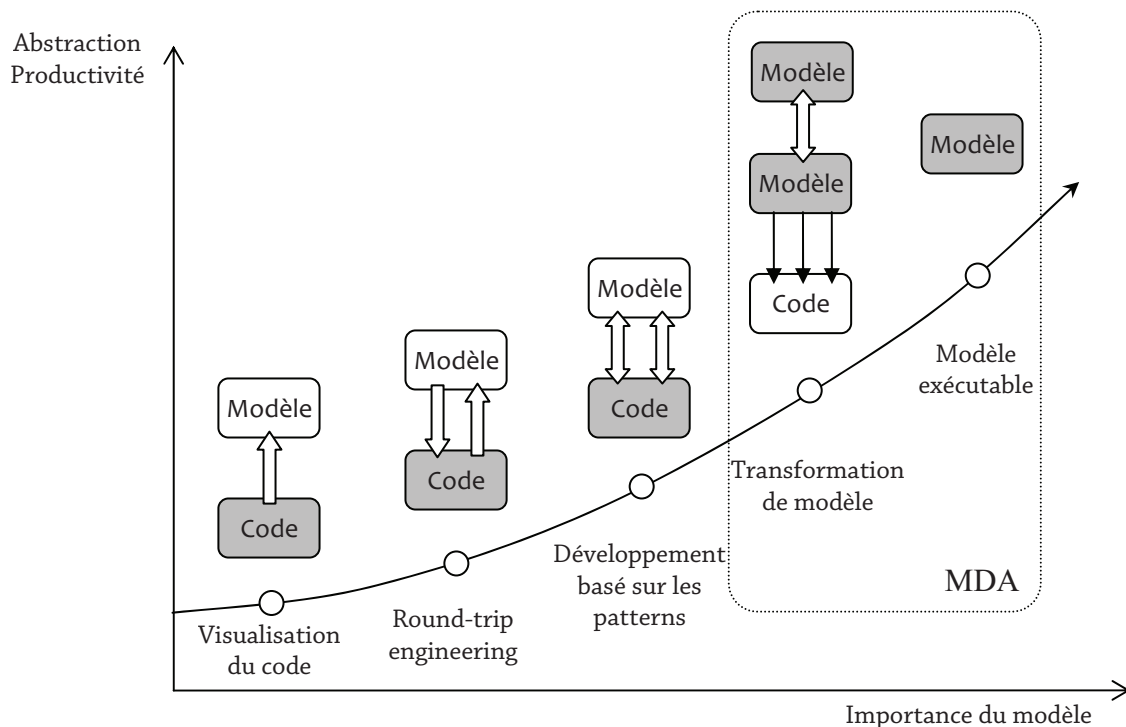 Abstraction
Productivité
Modèle
Modèle
Modèle
Code
Modèle
Code
Modèle
exécutable
Modèle
Code
Modèle
Code
Transformation
de modèle
Développement
basé sur les
patterns
MDA
Round-trip
engineering
Visualisation
du code
Importance du modèle
Modèle
Code